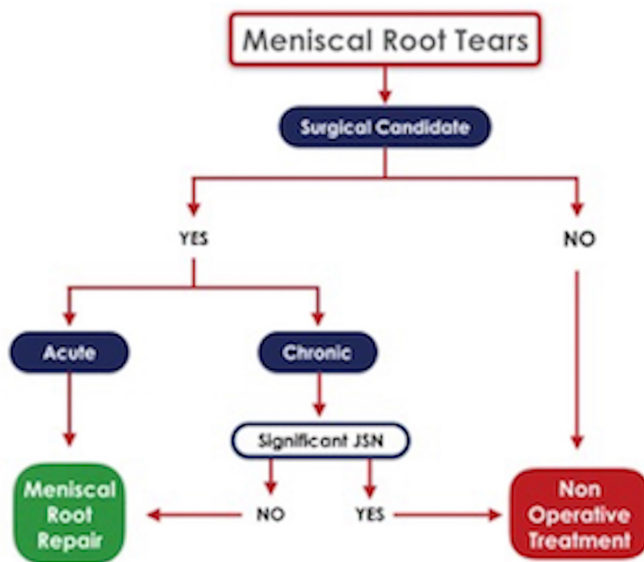 Meniscal Root Tears
Surgical Candidate
YES
NO
Acute
Chronic
Significant JSN
Meniscal
Root
Repair
NO
YES
Non
Operative
Treatment